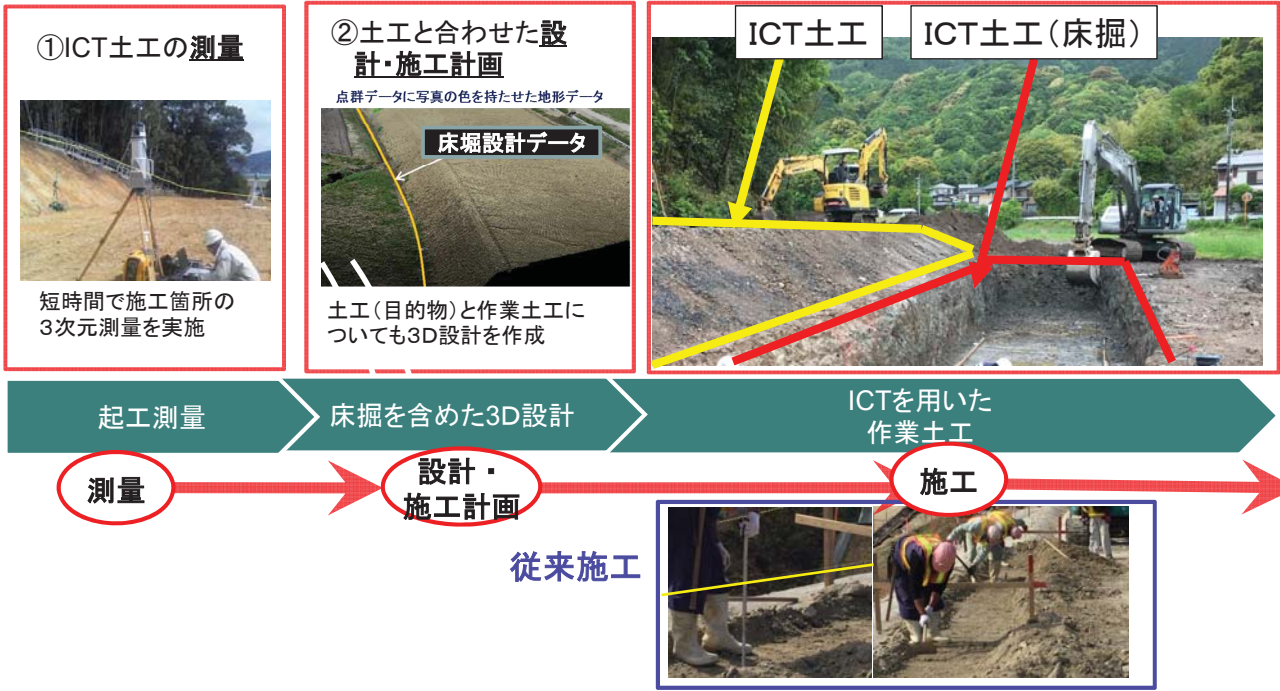 ①ICT土工の測量
短時間で施工箇所の
3次元測量を実施
②土工と合わせた設
計・施工計画
点群データに写真の色を持たせた地形データ
床堀設計データ
土工(目的物)と作業土工に
ついても3D設計を作成
ICT土工
ICT土工(床掘)
起工測量
床掘を含めた3D設計
ICTを用いた
作業土工
測量
設計・
施工計画
施工
従来施工